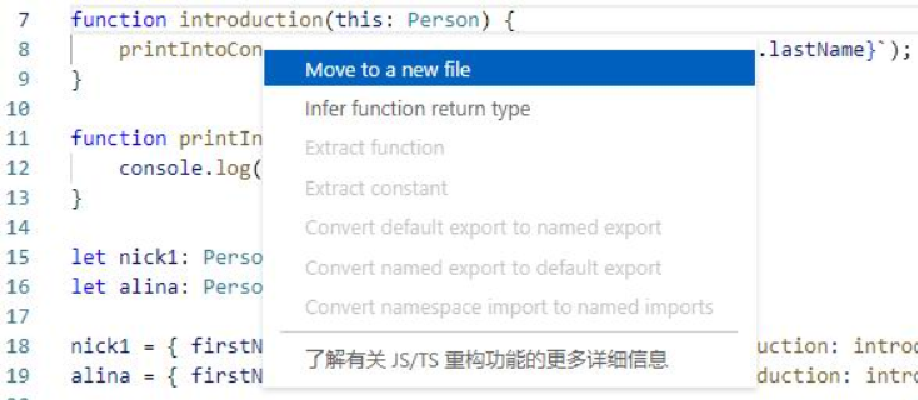 7 function introduction(this: Person) {
8 printIntoCon .lastName}`);
9 }
Move to a new file
10
Infer function return type
11 function printIn
Extract function
12 console.log(
Extract constant
13 }
14
Convert default export to named export
15 let nick1: Perso
Convert named export to default export
16 let alina: Perso
Convert namespace import to named imports
17
18 nick1 = { firstN uction: introd
了解有关 JS/TS 重构功能的更多详细信息
19 alina = { firstN duction: intro